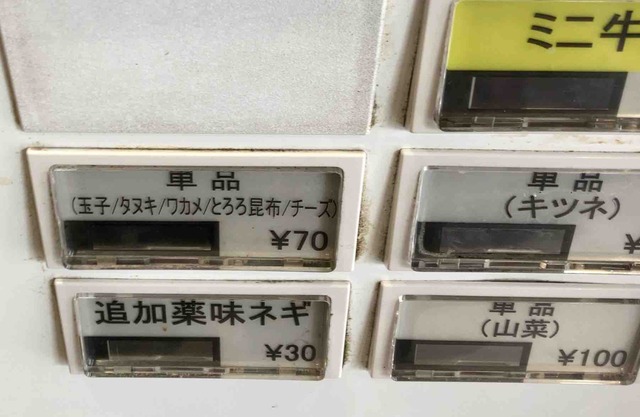 ミニ牛
単品
(玉子/タヌキ/ワカメ/とろろ昆布/チーズ)
¥70
単品
(キツネ)
¥
追加薬味ネギ
¥30
単品
(山菜)
¥100